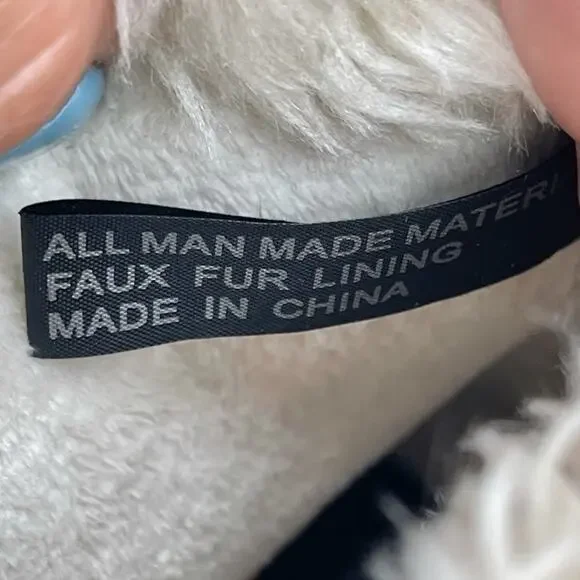 ALL MAN MADE MATERI
FAUX FUR LINING
MADE IN CHINA